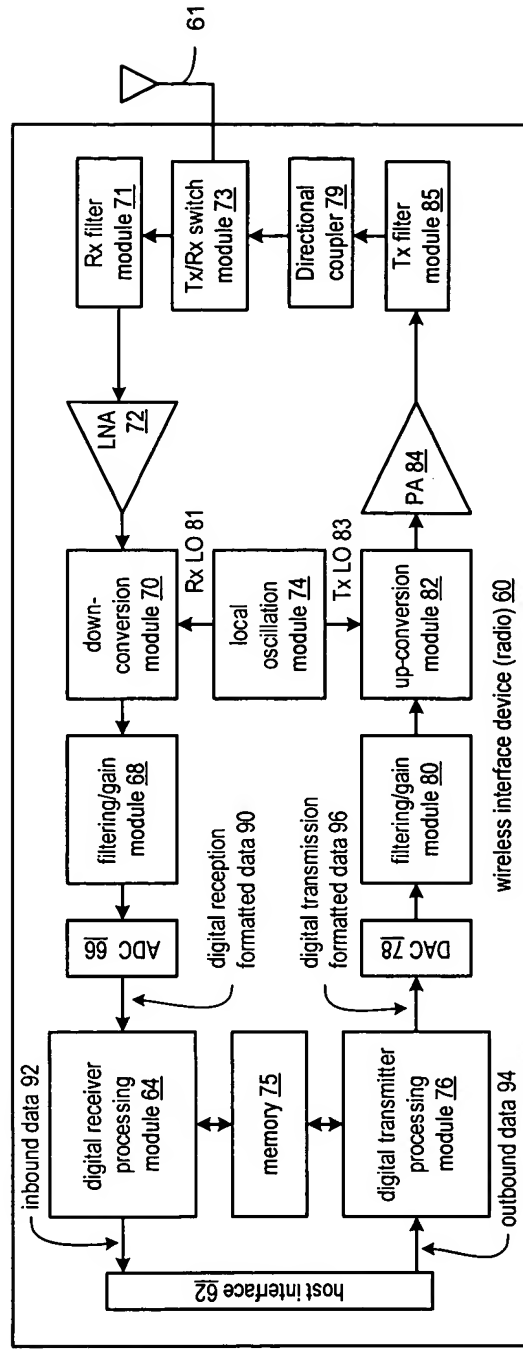 61
Rx filter
module 71
Tx/Rx switch
module 73
Directional
coupler 79
Tx filter
module 85
LNA
72
PA 84
down-
conversion
module 70
Rx LO 81
local
oscillation
module 74
Tx LO 83
up-conversion
module 82
filtering/gain
module 68
filtering/gain
module 80
ADC 66
digital reception
formatted data 90
digital transmission
formatted data 96
DAC 78
inbound data 92
digital receiver
processing
module 64
memory 75
digital transmitter
processing
module 76
outbound data 94
host interface 62
wireless interface device (radio) 60